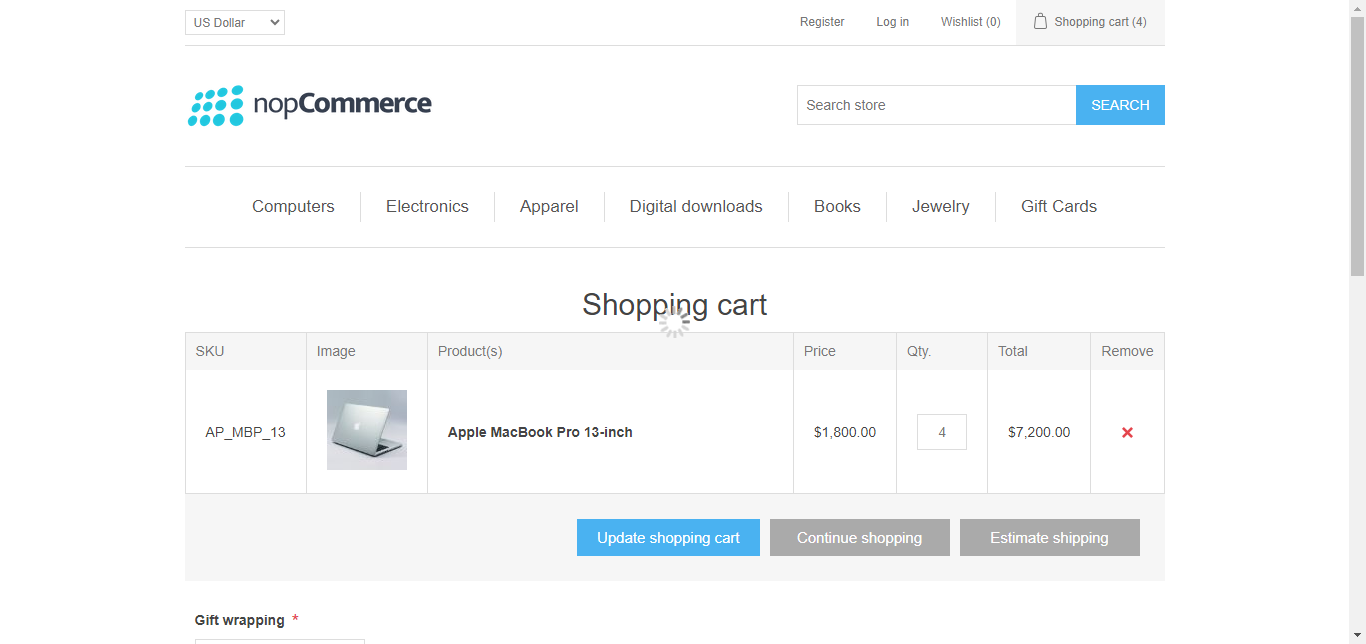 US Dollar
Register
Log in
Wishlist (0)
Shopping cart (4)
nopCommerce
Search store
SEARCH
Computers
Electronics
Apparel
Digital downloads
Books
Jewelry
Gift Cards
Shopping cart
SKU
Image
Product(s)
Price
Qty.
Total
Remove
AP_MBP_13
Apple MacBook Pro 13-inch
$1,800.00
4
$7,200.00
Update shopping cart
Continue shopping
Estimate shipping
Gift wrapping *